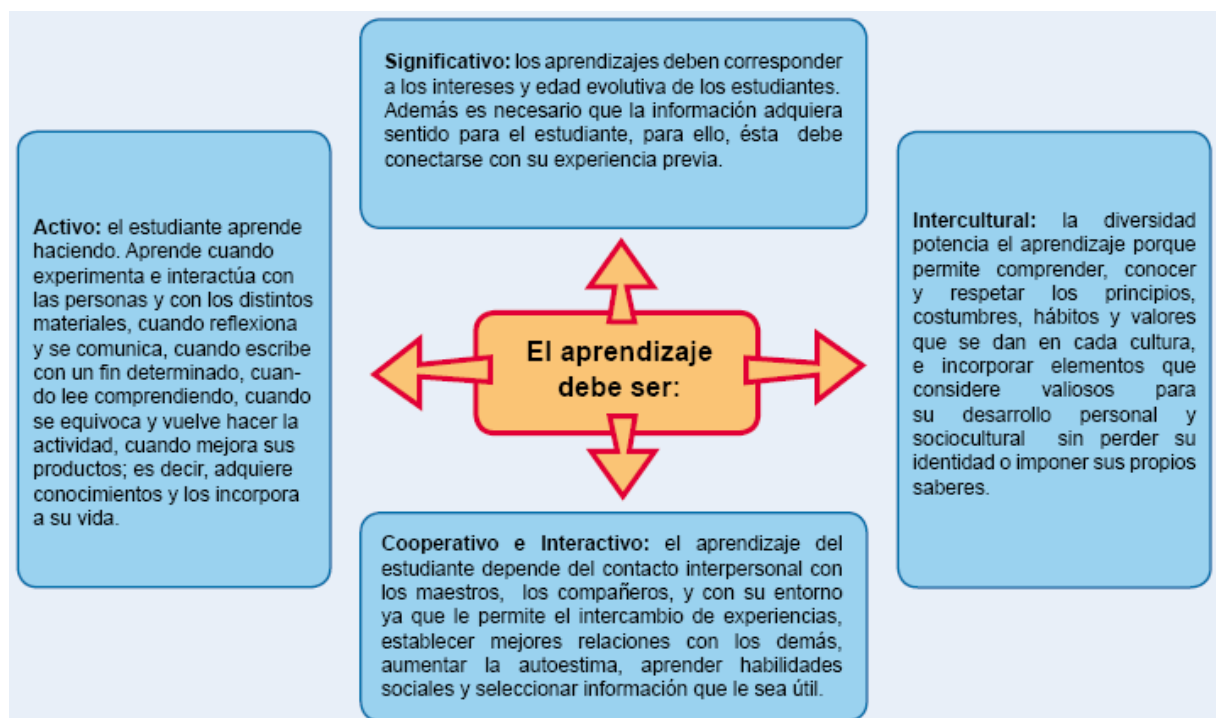 Significativo: los aprendizajes deben corresponder
a los intereses y edad evolutiva de los estudiantes.
Además es necesario que la información adquiera
sentido para el estudiante, para ello, ésta debe
conectarse con su experiencia previa.
Activo: el estudiante aprende
haciendo. Aprende cuando
experimenta e interactúa con
las personas y con los distintos
materiales, cuando reflexiona
y se comunica, cuando escribe
con un fin determinado, cuan-
do lee comprendiendo, cuando
se equivoca y vuelve hacer la
actividad, cuando mejora sus
productos; es decir, adquiere
conocimientos y los incorpora
a su vida.
El aprendizaje
debe ser:
Intercultural: la diversidad
potencia el aprendizaje porque
permite comprender, conocer
y respetar los principios,
costumbres, hábitos y valores
que se dan en cada cultura,
e incorporar elementos que
considere valiosos para
su desarrollo personal y
sociocultural sin perder su
identidad o imponer sus propios
saberes.
Cooperativo e Interactivo: el aprendizaje del
estudiante depende del contacto interpersonal con
los maestros, los compañeros, y con su entorno
ya que le permite el intercambio de experiencias,
establecer mejores relaciones con los demás,
aumentar la autoestima, aprender habilidades
sociales y seleccionar información que le sea útil.